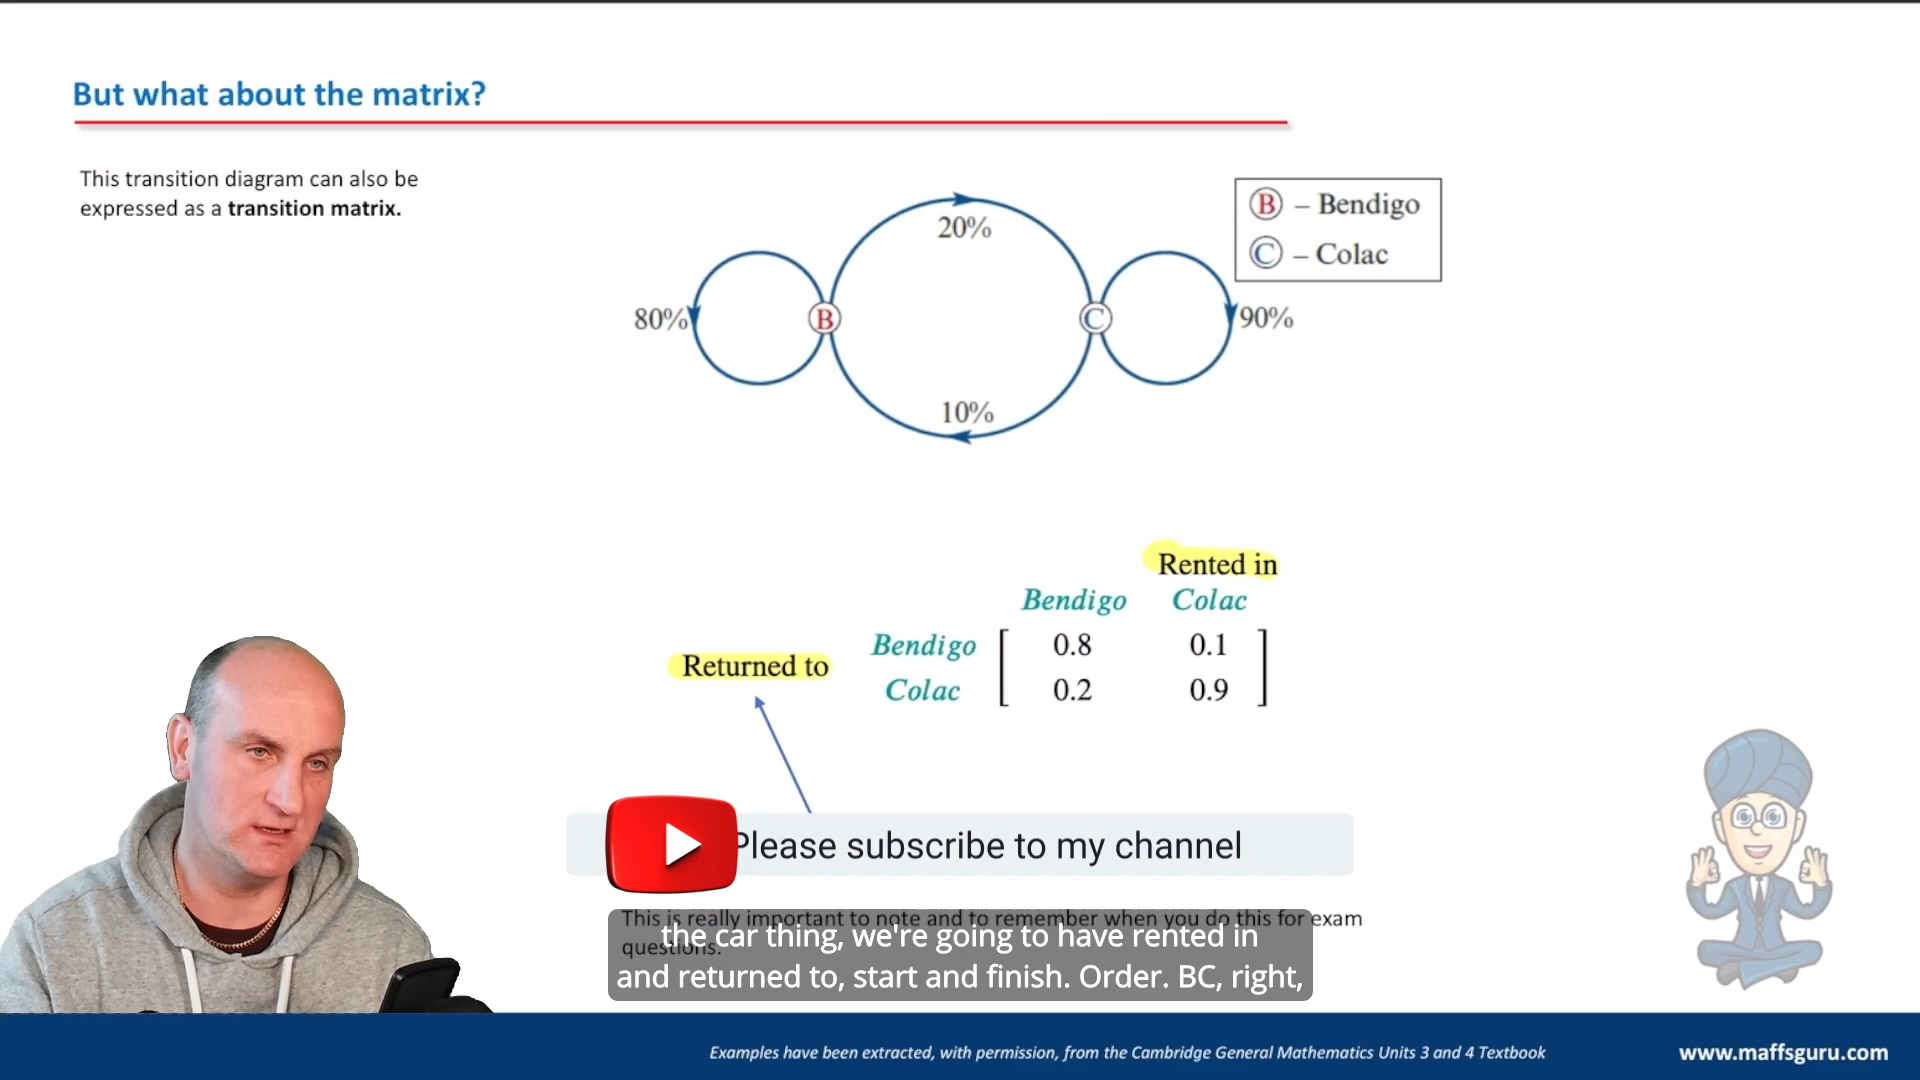 But what about the matrix?
This transition diagram can also be
expressed as a transition matrix.
20%
80%
B
C
90%
10%
B – Bendigo
C – Colac
Rented in
Bendigo Colac
Bendigo 0.8 0.1
Returned to
Colac 0.2 0.9
Please subscribe to my channel
This is really important to note and to remember when you do this for exam
questions.
the car thing, we're going to have rented in
and returned to, start and finish. Order. BC, right,
Examples have been extracted, with permission, from the Cambridge General Mathematics Units 3 and 4 Textbook
www.maffsguru.com